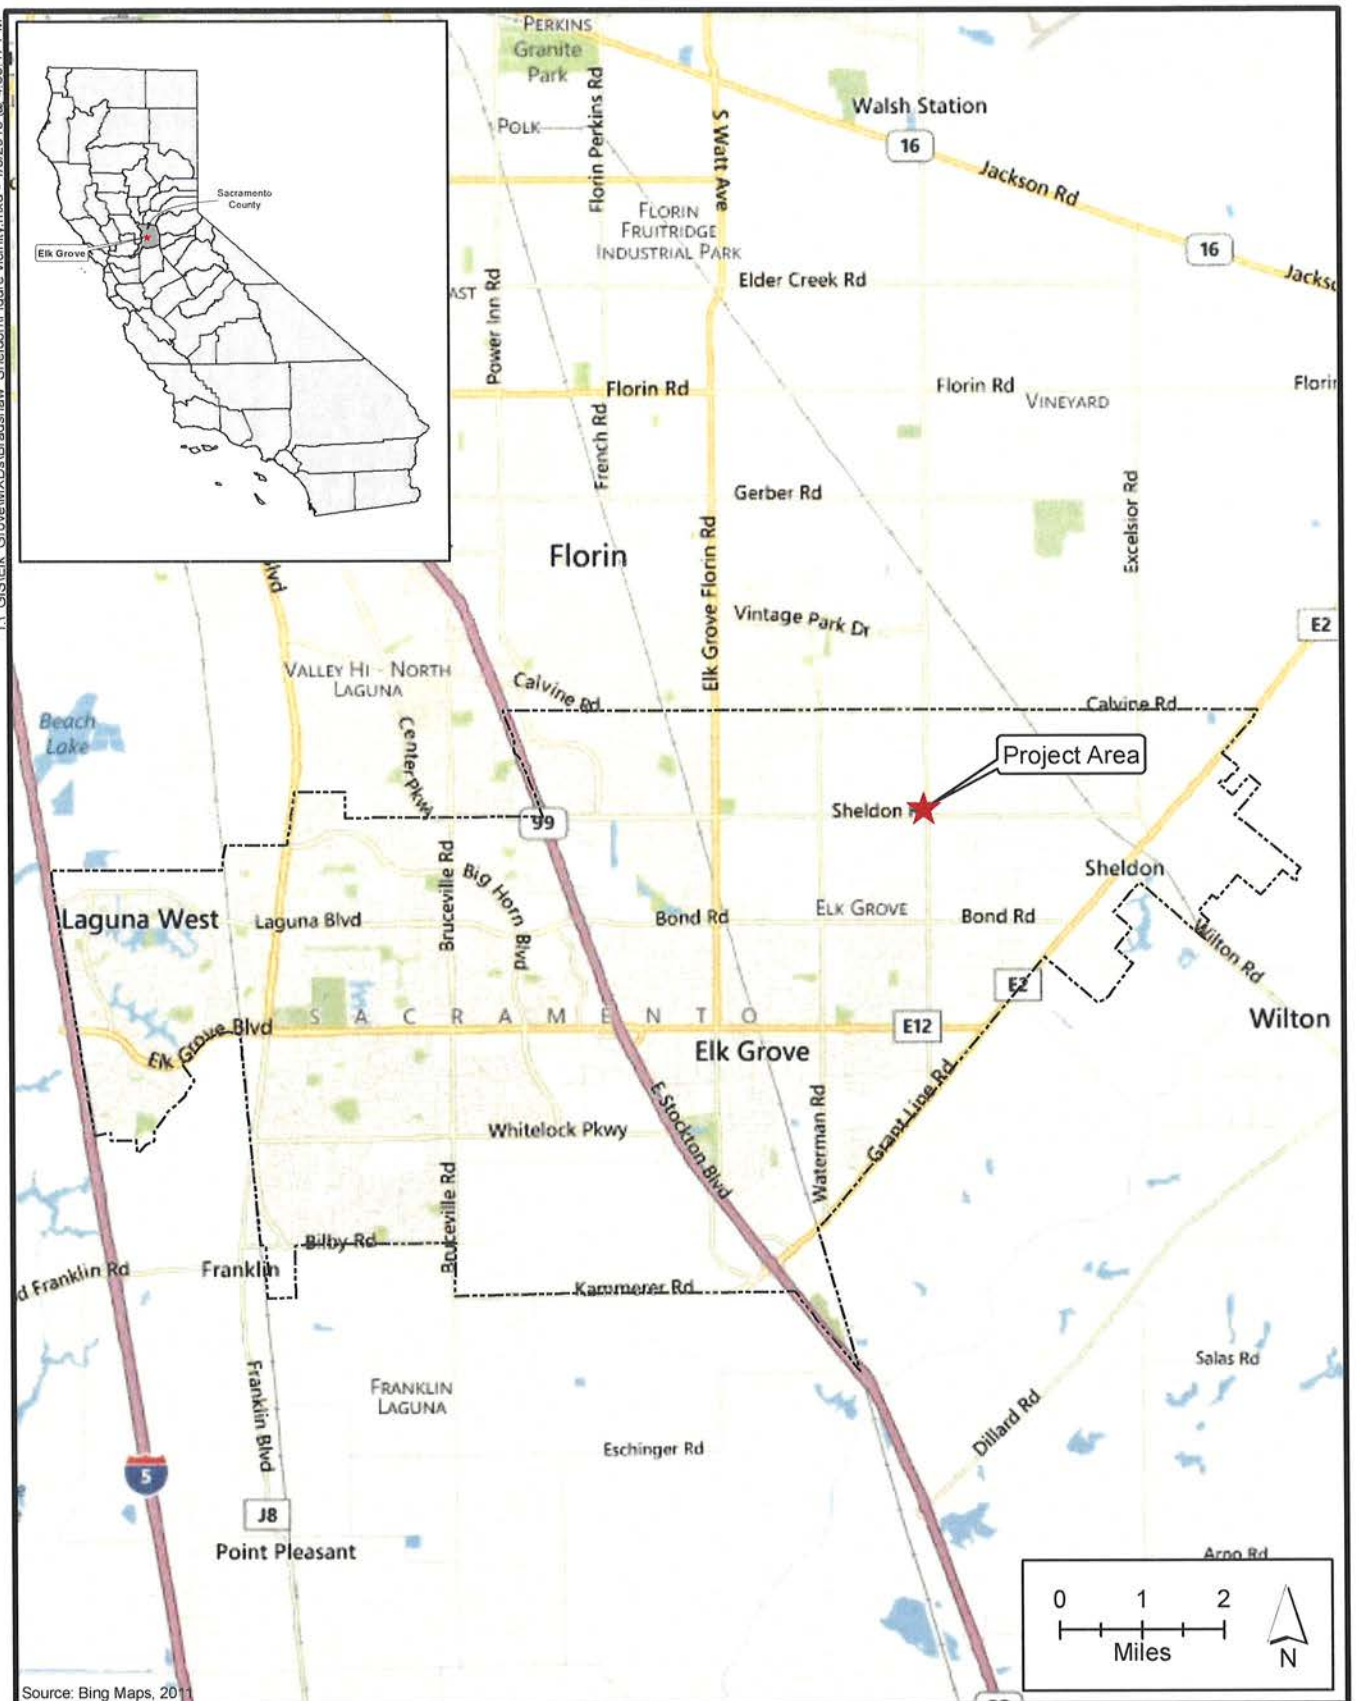 PERKINS
Granite
Park
Florin Perkins Rd
POLK
S Watt Ave
Walsh Station
16
Jackson Rd
16
Sacramento
County
Elk Grove
FLORIN
FRUITRIDGE
INDUSTRIAL PARK
Elder Creek Rd
AST
Power Inn Rd
Florin Rd
Florin Rd
VINEYARD
French Rd
Gerber Rd
Excelsior Rd
Florin
Elk Grove Florin Rd
Vintage Park Dr
E2
lvd
VALLEY HI - NORTH
LAGUNA
Calvine Rd
Calvine Rd
Beach
Lake
Center Pkwy
Project Area
Sheldon R
99
Sheldon
Bruceville Rd
Big Horn Blvd
Laguna West
Laguna Blvd
Bond Rd
ELK GROVE
Bond Rd
Wilton Rd
E2
SACRAMENTO
Elk Grove Blvd
E12
Wilton
Elk Grove
E Stockton Blvd
Waterman Rd
Grant Line Rd
Whitelock Pkwy
Bruceville Rd
Bilby Rd
d Franklin Rd
Franklin
Kammerer Rd
Franklin Blvd
FRANKLIN
LAGUNA
Salas Rd
Dillard Rd
Eschinger Rd
5
J8
Point Pleasant
Arno Rd
0 1 2
Miles
N
Source: Bing Maps, 2011